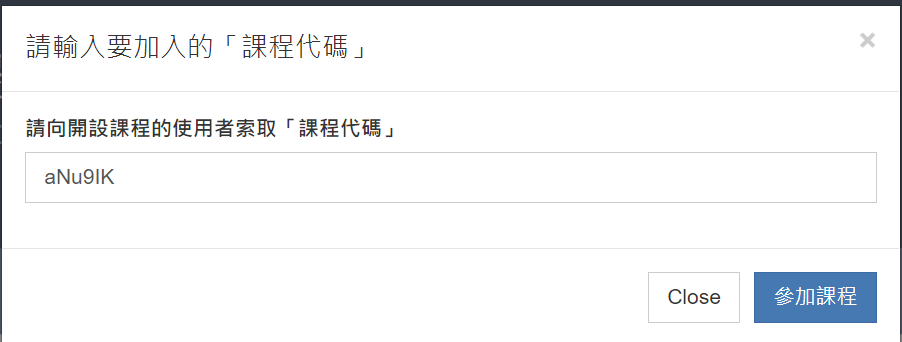 請輸入要加入的「課程代碼」
×
請向開設課程的使用者索取「課程代碼」
aNu9IK
Close
參加課程